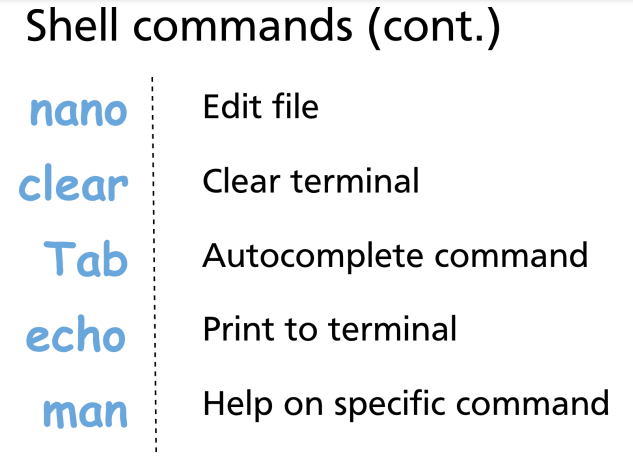 Shell commands (cont.)
nano Edit file
clear Clear terminal
Tab Autocomplete command
echo Print to terminal
man Help on specific command